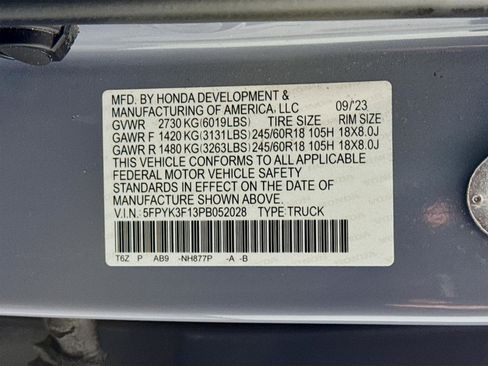 MFD. BY HONDA DEVELOPMENT &
MANUFACTURING OF AMERICA, LLC 09/'23
GVWR 2730 KG(6019LBS) TIRE SIZE RIM SIZE
GAWR F 1420 KG(3131LBS) 245/60R18 105H 18X8.0J
GAWR R 1480 KG(3263LBS) 245/60R18 105H 18X8.0J
THIS VEHICLE CONFORMS TO ALL APPLICABLE
FEDERAL MOTOR VEHICLE SAFETY
STANDARDS IN EFFECT ON THE DATE OF
MANUFACTURE SHOWN ABOVE.
V.I.N.: 5FPYK3F13PB052028 TYPE:TRUCK
T6Z P AB9 -NH877P -A -B